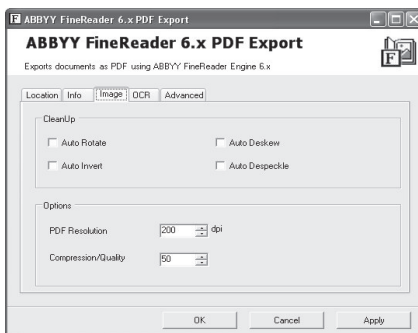 ABBYY FineReader 6.x PDF Export
ABBYY FineReader 6.x PDF Export
Exports documents as PDF using ABBYY FineReader Engine 6.x
Location Info Image OCR Advanced
CleanUp
Auto Rotate Auto Deskew
Auto Invert Auto Despeckle
Options
PDF Resolution 200 dpi
Compression/Quality 50
OK Cancel Apply